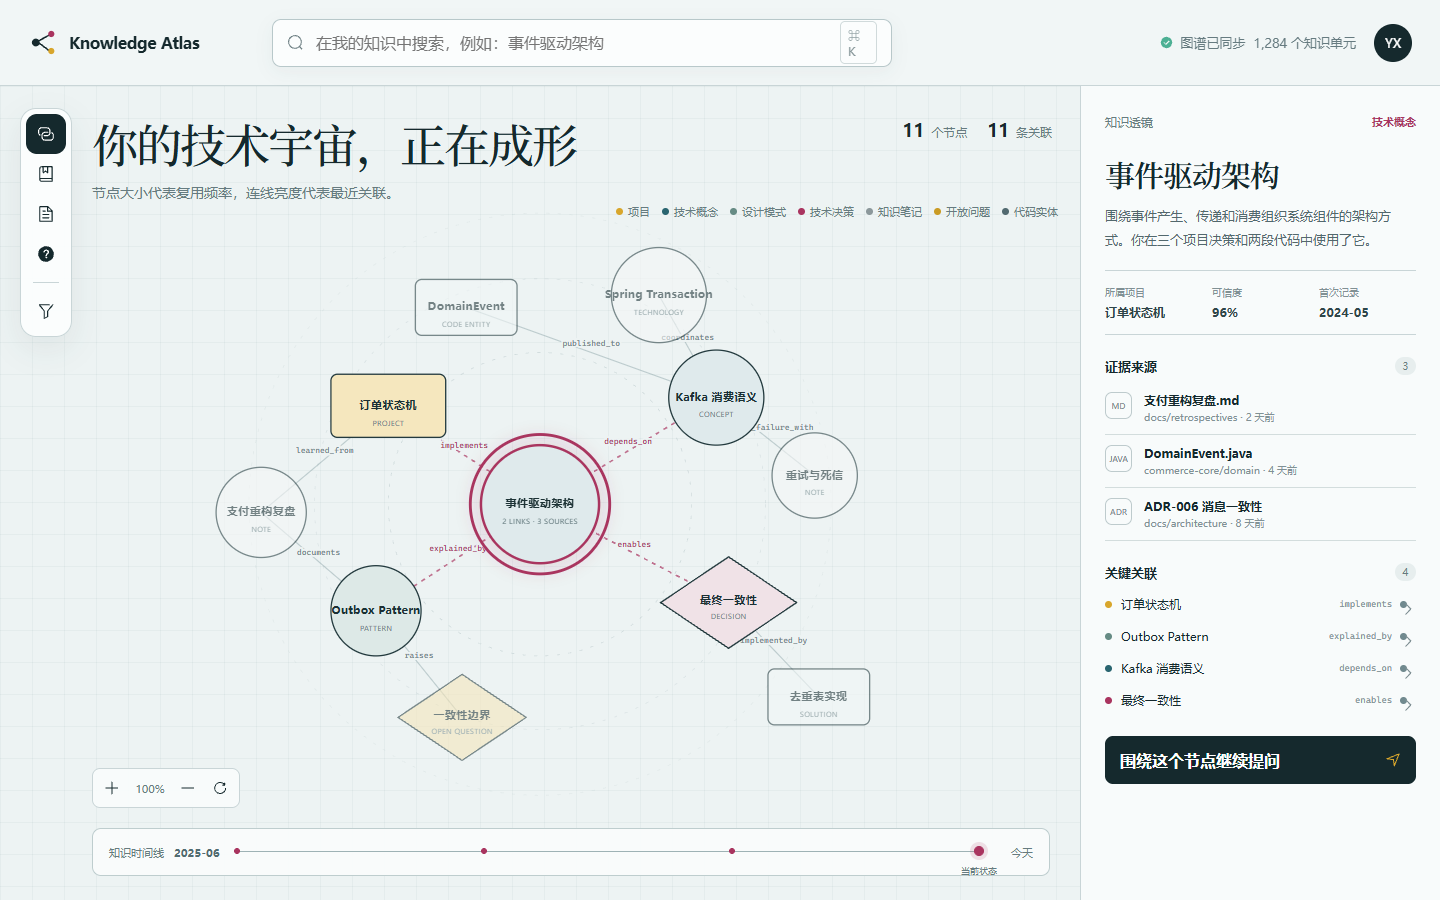 Knowledge Atlas
在我的知识中搜索，例如：事件驱动架构
⌘
K
图谱已同步 1,284 个知识单元
YX
你的技术宇宙，正在成形
节点大小代表复用频率，连线亮度代表最近关联。
11 个节点 11 条关联
项目 技术概念 设计模式 技术决策 知识笔记 开放问题 代码实体
DomainEvent
CODE ENTITY
Spring Transaction
TECHNOLOGY
published_to
coordinates
Kafka 消费语义
CONCEPT
订单状态机
PROJECT
implements
depends_on
failure_with
learned_from
重试与死信
NOTE
事件驱动架构
2 LINKS · 3 SOURCES
支付重构复盘
NOTE
documents
explained_by
enables
Outbox Pattern
PATTERN
最终一致性
DECISION
implemented_by
raises
去重表实现
SOLUTION
一致性边界
OPEN QUESTION
100%
知识时间线 2025-06
今天
当前状态
知识透镜
技术概念
事件驱动架构
围绕事件产生、传递和消费组织系统组件的架构方
式。你在三个项目决策和两段代码中使用了它。
所属项目 可信度 首次记录
订单状态机 96% 2024-05
证据来源 3
MD 支付重构复盘.md
docs/retrospectives · 2 天前
JAVA DomainEvent.java
commerce-core/domain · 4 天前
ADR ADR-006 消息一致性
docs/architecture · 8 天前
关键关联 4
订单状态机 implements
Outbox Pattern explained_by
Kafka 消费语义 depends_on
最终一致性 enables
围绕这个节点继续提问